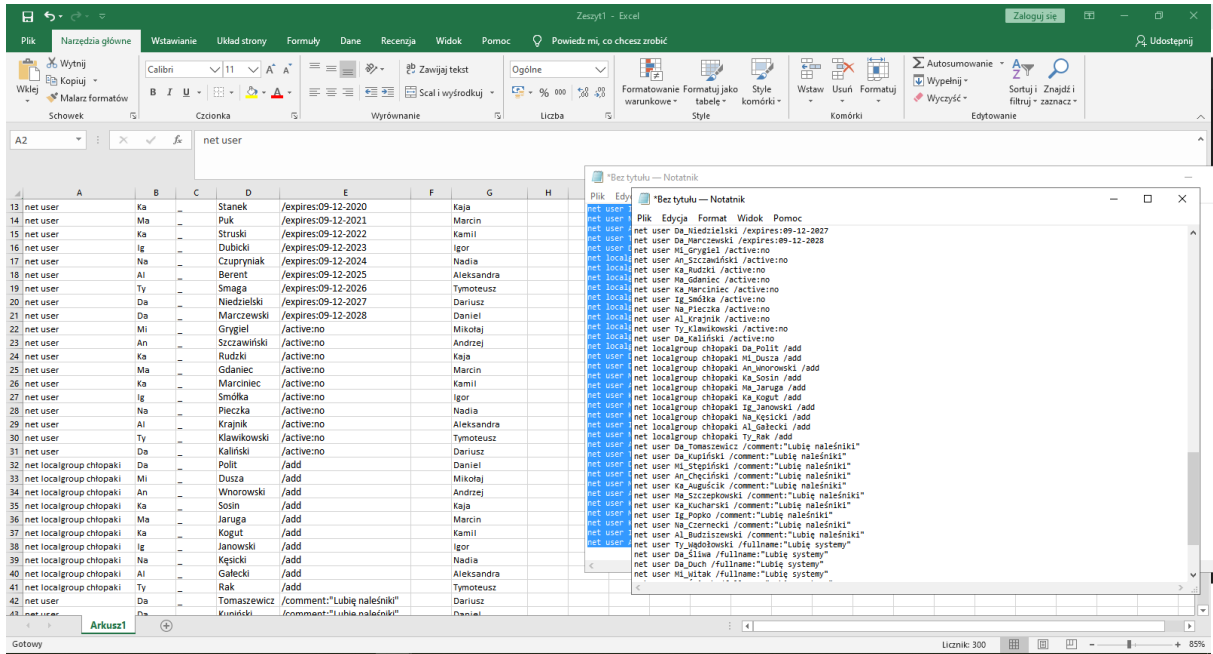 Zeszyt1 - Excel
Zaloguj się
Plik Narzędzia główne Wstawianie Układ strony Formuły Dane Recenzja Widok Pomoc Powiedz mi, co chcesz zrobić Udostępnij
Wklej
Wytnij
Kopiuj
Malarz formatów
Schowek
Calibri 11
B I U
Czcionka
Zawijaj tekst
Scal i wyśrodkuj
Wyrównanie
Ogólne
% 000
Liczba
Formatowanie warunkowe
Formatuj jako tabelę
Style komórki
Style
Wstaw Usuń Formatuj
Komórki
Autosumowanie
Wypełnij
Wyczyść
Sortuj i filtruj
Znajdź i zaznacz
Edytowanie
A2 fx net user
A B C D E F G H
13 net user Ka _ Stanek /expires:09-12-2020 Kaja
14 net user Ma _ Puk /expires:09-12-2021 Marcin
15 net user Ka _ Struski /expires:09-12-2022 Kamil
16 net user Ig _ Dubicki /expires:09-12-2023 Igor
17 net user Na _ Czupryniak /expires:09-12-2024 Nadia
18 net user Al _ Berent /expires:09-12-2025 Aleksandra
19 net user Ty _ Smaga /expires:09-12-2026 Tymoteusz
20 net user Da _ Niedzielski /expires:09-12-2027 Dariusz
21 net user Da _ Marczewski /expires:09-12-2028 Daniel
22 net user Mi _ Grygiel /active:no Mikołaj
23 net user An _ Szczawiński /active:no Andrzej
24 net user Ka _ Rudzki /active:no Kaja
25 net user Ma _ Gdaniec /active:no Marcin
26 net user Ka _ Marciniec /active:no Kamil
27 net user Ig _ Smółka /active:no Igor
28 net user Na _ Pieczka /active:no Nadia
29 net user Al _ Krajnik /active:no Aleksandra
30 net user Ty _ Klawikowski /active:no Tymoteusz
31 net user Da _ Kaliński /active:no Dariusz
32 net localgroup chłopaki Da _ Polit /add Daniel
33 net localgroup chłopaki Mi _ Dusza /add Mikołaj
34 net localgroup chłopaki An _ Wnorowski /add Andrzej
35 net localgroup chłopaki Ka _ Sosin /add Kaja
36 net localgroup chłopaki Ma _ Jaruga /add Marcin
37 net localgroup chłopaki Ka _ Kogut /add Kamil
38 net localgroup chłopaki Ig _ Janowski /add Igor
39 net localgroup chłopaki Na _ Kęsicki /add Nadia
40 net localgroup chłopaki Al _ Gałecki /add Aleksandra
41 net localgroup chłopaki Ty _ Rak /add Tymoteusz
42 net user Da _ Tomaszewicz /comment:"Lubię naleśniki" Dariusz
43 net user Da _ Kupiński /comment:"Lubię naleśniki" Daniel
Arkusz1
Gotowy
Licznik: 300
85%
*Bez tytułu — Notatnik
Plik
*Bez tytułu — Notatnik
Plik Edycja Format Widok Pomoc
net user Da_Niedzielski /expires:09-12-2027
net user Da_Marczewski /expires:09-12-2028
net user Mi_Grygiel /active:no
net user An_Szczawiński /active:no
net user Ka_Rudzki /active:no
net user Ma_Gdaniec /active:no
net user Ka_Marciniec /active:no
net user Ig_Smółka /active:no
net user Na_Pieczka /active:no
net user Al_Krajnik /active:no
net user Ty_Klawikowski /active:no
net user Da_Kaliński /active:no
net localgroup chłopaki Da_Polit /add
net localgroup chłopaki Mi_Dusza /add
net localgroup chłopaki An_Wnorowski /add
net localgroup chłopaki Ka_Sosin /add
net localgroup chłopaki Ma_Jaruga /add
net localgroup chłopaki Ka_Kogut /add
net localgroup chłopaki Ig_Janowski /add
net localgroup chłopaki Na_Kęsicki /add
net localgroup chłopaki Al_Gałecki /add
net localgroup chłopaki Ty_Rak /add
net user Da_Tomaszewicz /comment:"Lubię naleśniki"
net user Da_Kupiński /comment:"Lubię naleśniki"
net user Mi_Stępiński /comment:"Lubię naleśniki"
net user An_Chęciński /comment:"Lubię naleśniki"
net user Ka_Auguścik /comment:"Lubię naleśniki"
net user Ma_Szczepkowski /comment:"Lubię naleśniki"
net user Ka_Kucharski /comment:"Lubię naleśniki"
net user Ig_Popko /comment:"Lubię naleśniki"
net user Na_Czernecki /comment:"Lubię naleśniki"
net user Al_Budziszewski /comment:"Lubię naleśniki"
net user Ty_Wądołowski /fullname:"Lubię systemy"
net user Da_Śliwa /fullname:"Lubię systemy"
net user Da_Duch /fullname:"Lubię systemy"
net user Mi_Witak /fullname:"Lubię systemy"